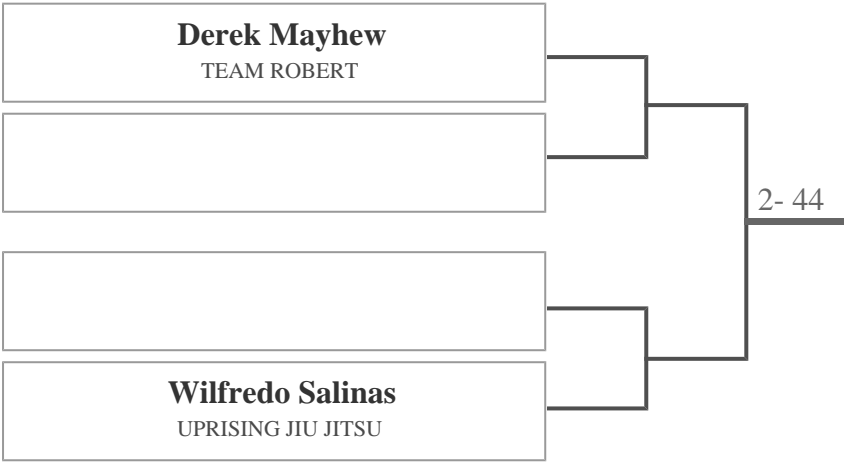 Derek Mayhew
TEAM ROBERT
2- 44
Wilfredo Salinas
UPRISING JIU JITSU